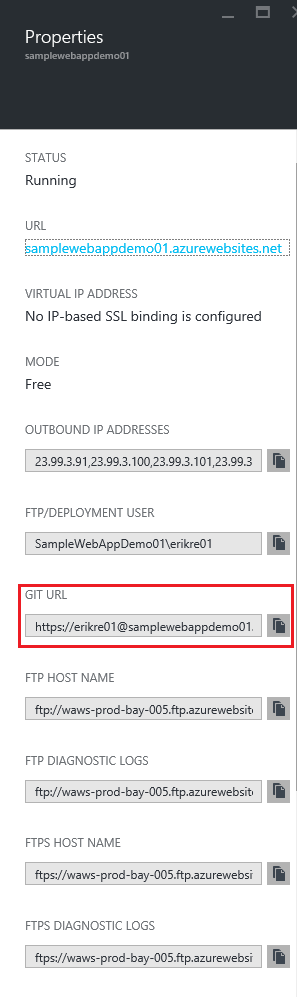 Properties
samplewebappdemo01
STATUS
Running
URL
samplewebappdemo01.azurewebsites.net
VIRTUAL IP ADDRESS
No IP-based SSL binding is configured
MODE
Free
OUTBOUND IP ADDRESSES
23.99.3.91,23.99.3.100,23.99.3.101,23.99.3
FTP/DEPLOYMENT USER
SampleWebAppDemo01\erikre01
GIT URL
https://erikre01@samplewebappdemo01.
FTP HOST NAME
ftp://waws-prod-bay-005.ftp.azurewebsite
FTP DIAGNOSTIC LOGS
ftp://waws-prod-bay-005.ftp.azurewebsite
FTPS HOST NAME
ftps://waws-prod-bay-005.ftp.azurewebsi
FTPS DIAGNOSTIC LOGS
ftps://waws-prod-bay-005.ftp.azurewebsi